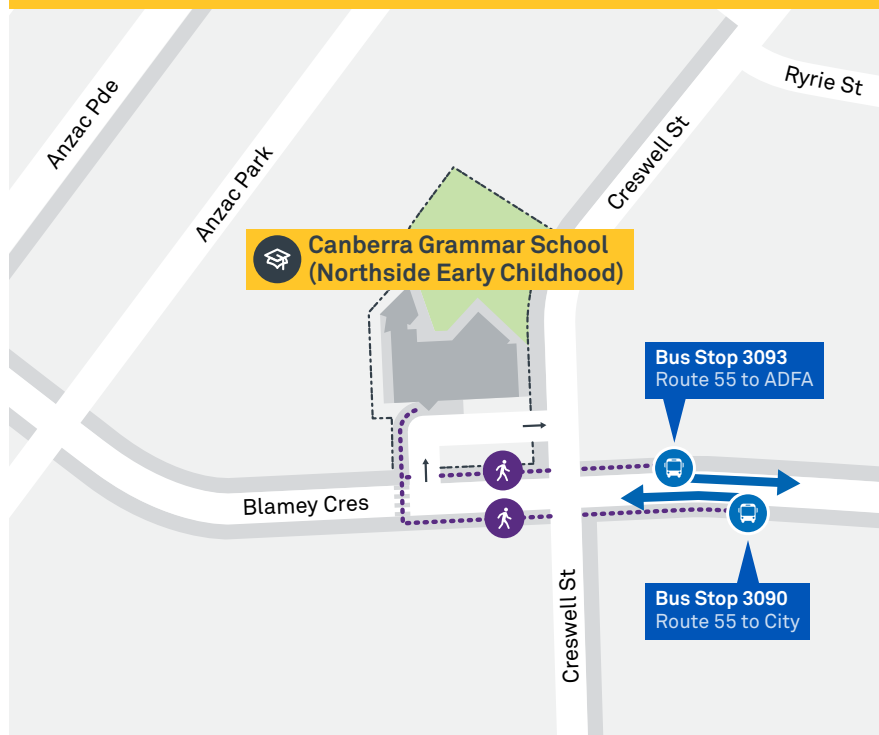 Ryrie St
Anzac Pde
Creswell St
Anzac Park
Canberra Grammar School
(Northside Early Childhood)
Bus Stop 3093
Route 55 to ADFA
Blamey Cres
Bus Stop 3090
Route 55 to City
Creswell St